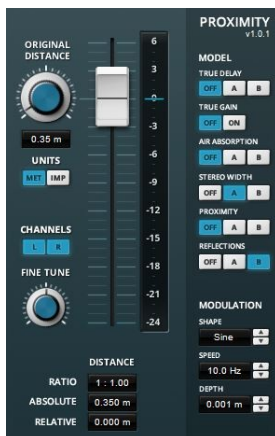 PROXIMITY
v1.0.1
ORIGINAL
DISTANCE
0.35 m
UNITS
MET IMP
CHANNELS
L R
FINE TUNE
6
3
0
-3
-6
-9
-12
-15
-18
-21
-24
DISTANCE
RATIO 1 : 1.00
ABSOLUTE 0.350 m
RELATIVE 0.000 m
MODEL
TRUE DELAY
OFF A B
TRUE GAIN
OFF ON
AIR ABSORPTION
OFF A B
STEREO WIDTH
OFF A B
PROXIMITY
OFF A B
REFLECTIONS
OFF A B
MODULATION
SHAPE
Sine
SPEED
10.0 Hz
DEPTH
0.001 m